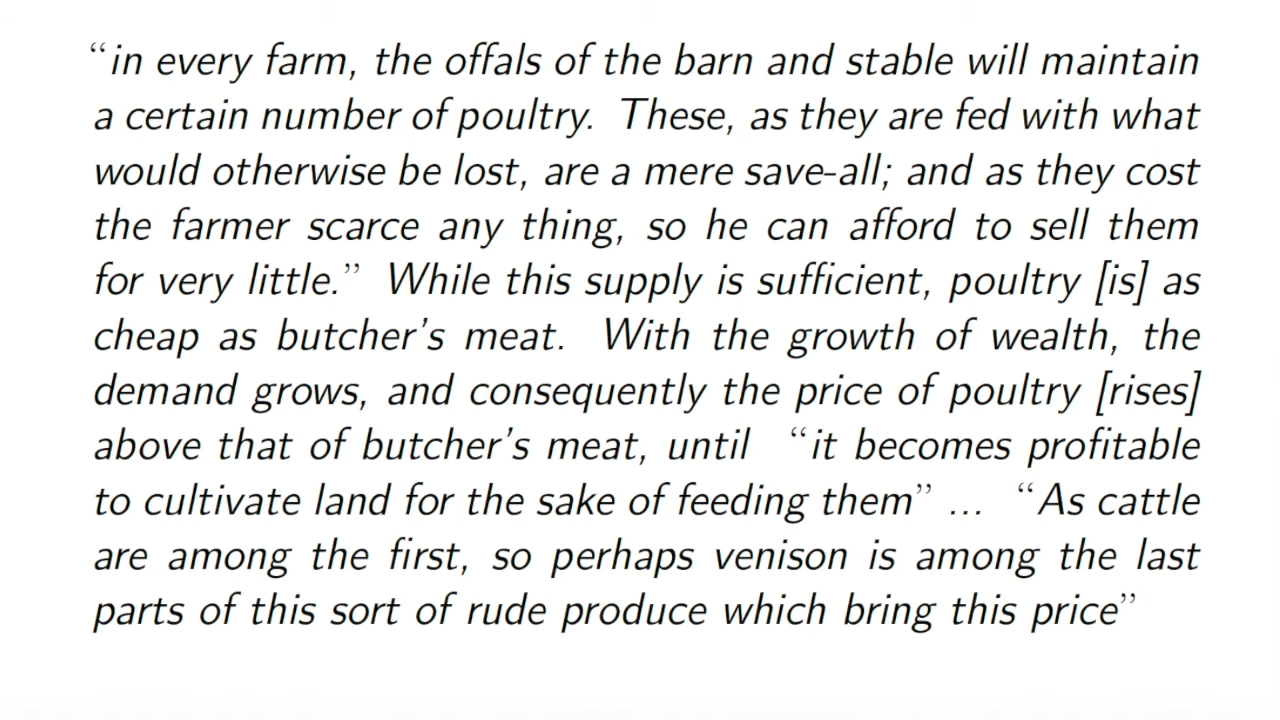 “in every farm, the offals of the barn and stable will maintain
a certain number of poultry. These, as they are fed with what
would otherwise be lost, are a mere save-all; and as they cost
the farmer scarce any thing, so he can afford to sell them
for very little.” While this supply is sufficient, poultry [is] as
cheap as butcher’s meat. With the growth of wealth, the
demand grows, and consequently the price of poultry [rises]
above that of butcher’s meat, until “it becomes profitable
to cultivate land for the sake of feeding them” ... “As cattle
are among the first, so perhaps venison is among the last
parts of this sort of rude produce which bring this price”